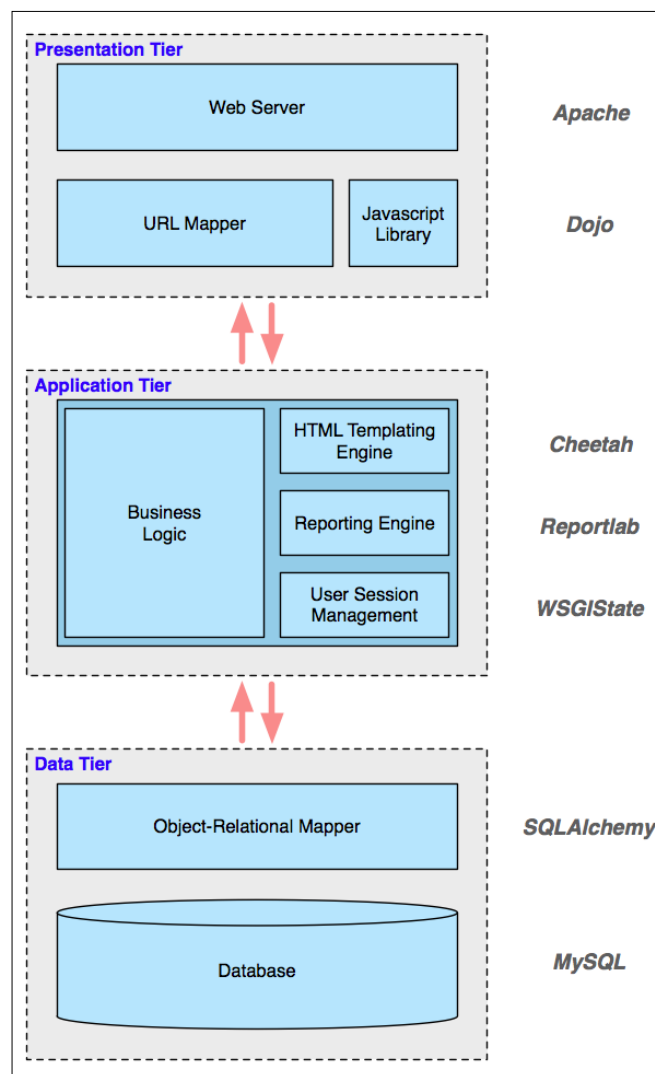 Presentation Tier
Web Server
Apache
URL Mapper
Javascript
Library
Dojo
Application Tier
Business
Logic
HTML Templating
Engine
Cheetah
Reporting Engine
Reportlab
User Session
Management
WSGIState
Data Tier
Object-Relational Mapper
SQLAlchemy
Database
MySQL